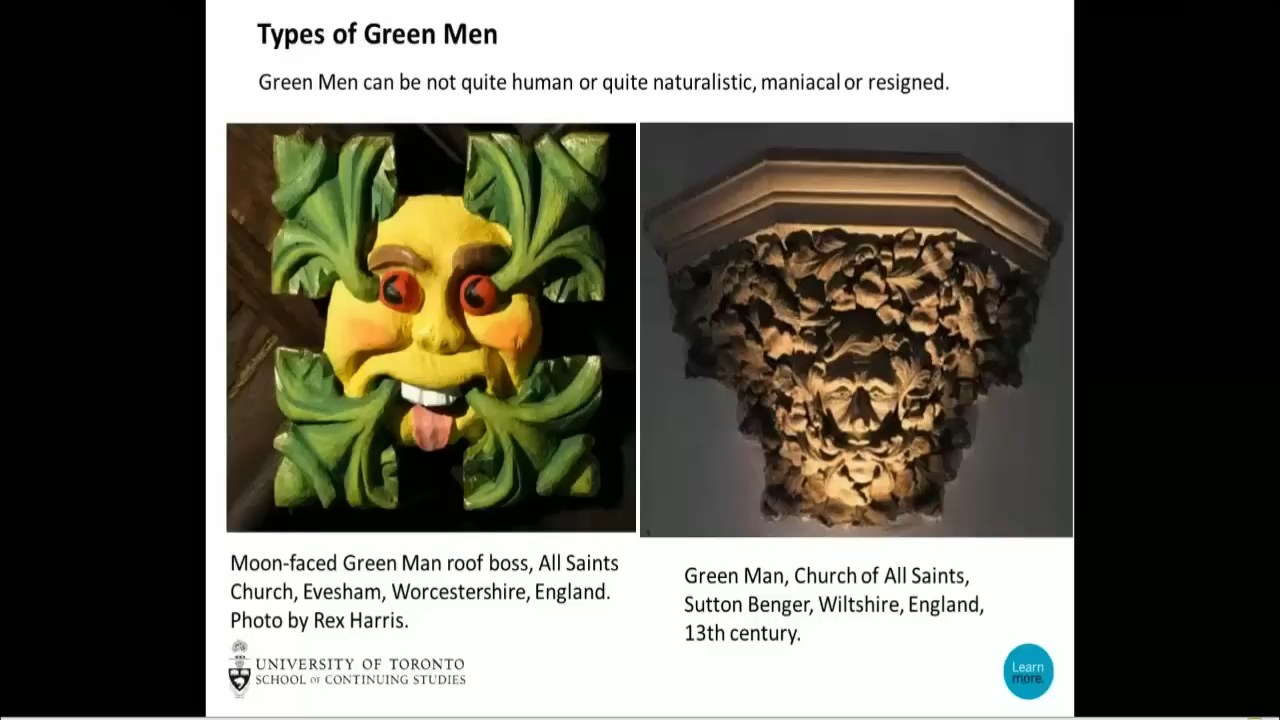 Types of Green Men
Green Men can be not quite human or quite naturalistic, maniacal or resigned.
Moon-faced Green Man roof boss, All Saints
Church, Evesham, Worcestershire, England.
Photo by Rex Harris.
Green Man, Church of All Saints,
Sutton Benger, Wiltshire, England,
13th century.
UNIVERSITY OF TORONTO
SCHOOL OF CONTINUING STUDIES
Learn
more.